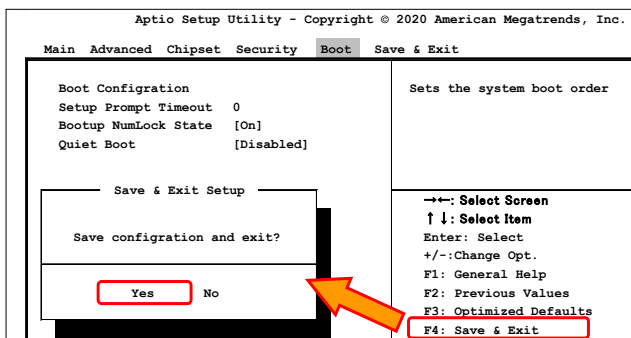 Aptio Setup Utility - Copyright © 2020 American Megatrends, Inc.
Main Advanced Chipset Security Boot Save & Exit
Boot Configration
Setup Prompt Timeout 0
Bootup NumLock State [On]
Quiet Boot [Disabled]
Sets the system boot order
Save & Exit Setup
Save configration and exit?
Yes No
→←: Select Screen
↑↓: Select Item
Enter: Select
+/-:Change Opt.
F1: General Help
F2: Previous Values
F3: Optimized Defaults
F4: Save & Exit